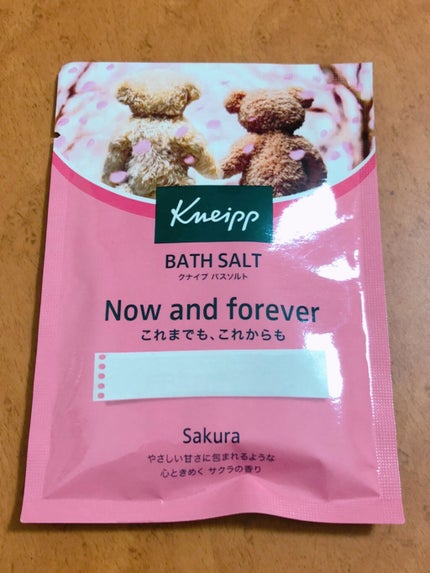 Kneipp
BATH SALT
クナイプ バスソルト
Now and forever
これまでも、これからも
Sakura
やさしい甘さに包まれるような
心ときめく サクラの香り